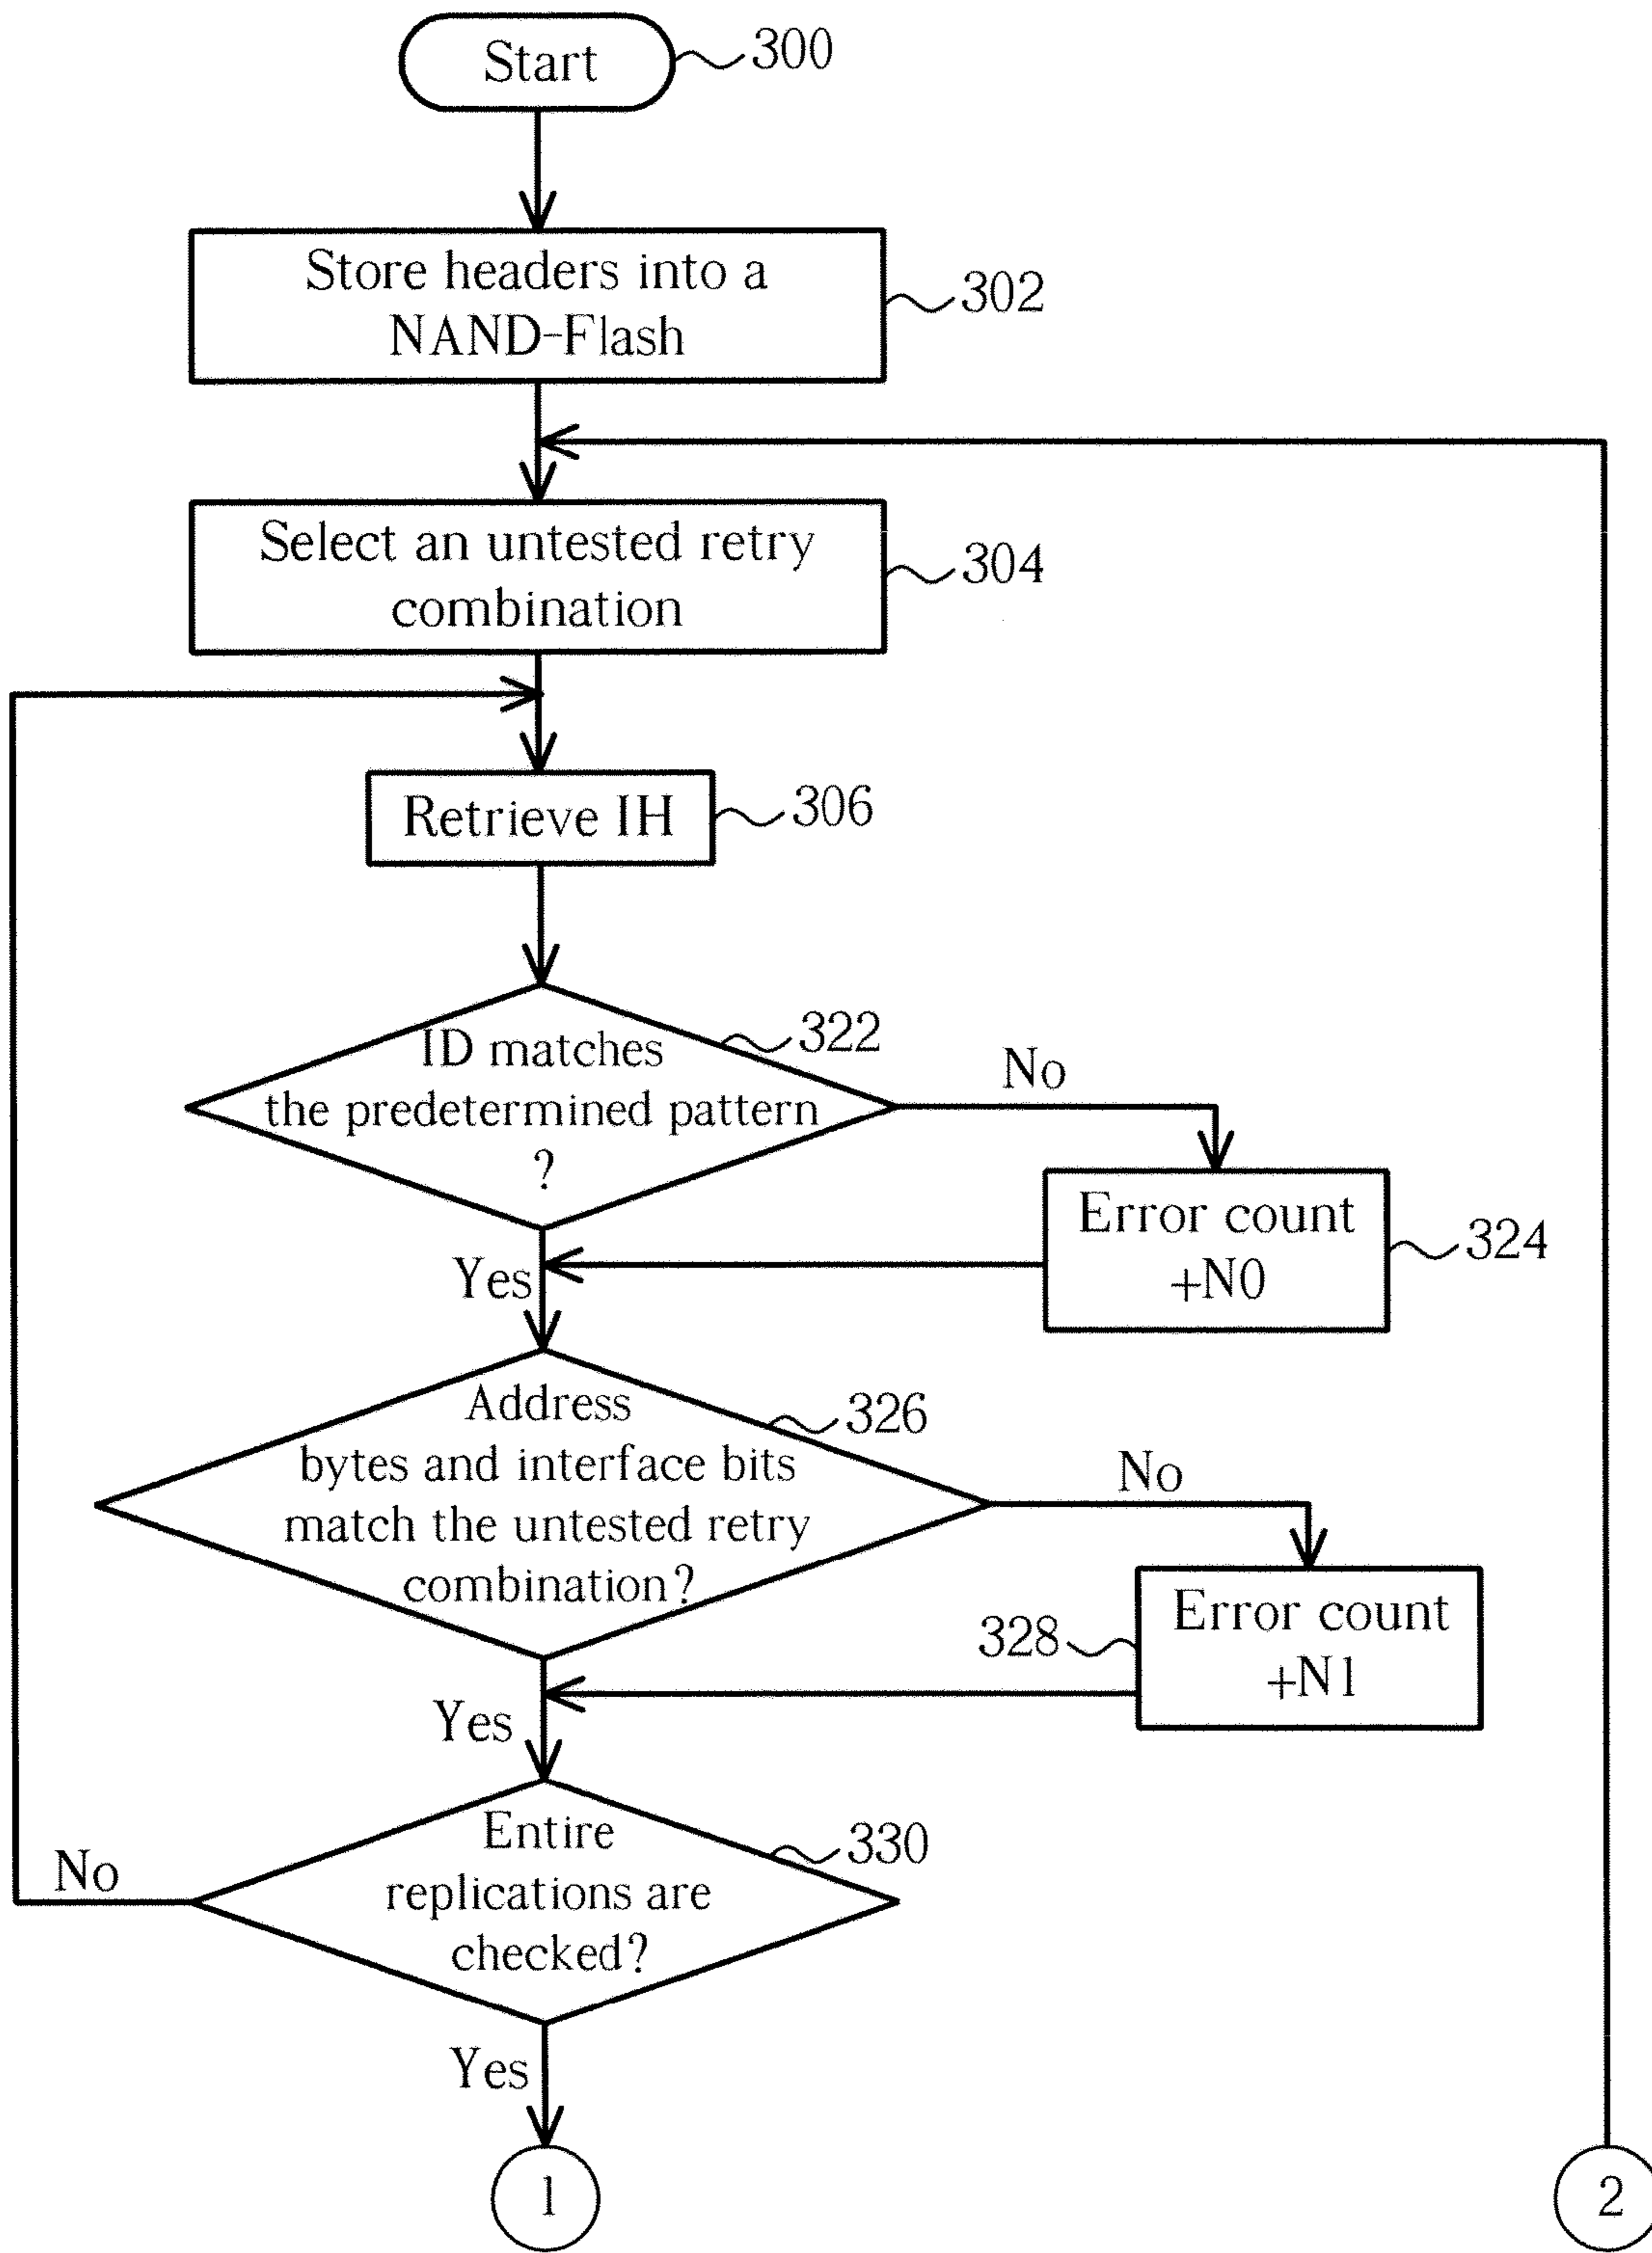 Start
300
Store headers into a
NAND-Flash
302
Select an untested retry
combination
304
Retrieve IH
306
ID matches
the predetermined pattern
?
322
No
Error count
+N0
324
Yes
Address
bytes and interface bits
match the untested retry
combination?
326
No
Error count
+N1
328
Yes
Entire
replications are
checked?
330
No
Yes
1
2